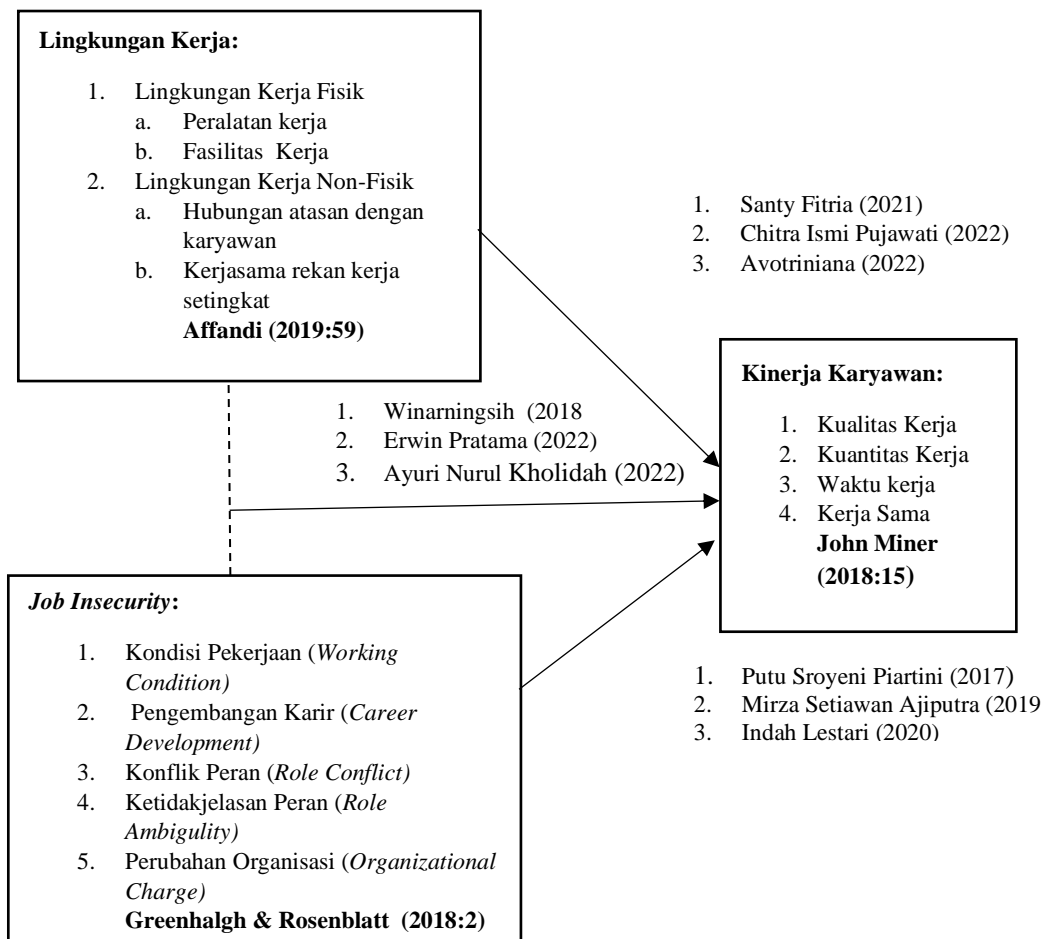 Lingkungan Kerja:
1. Lingkungan Kerja Fisik
a. Peralatan kerja
b. Fasilitas Kerja
2. Lingkungan Kerja Non-Fisik
a. Hubungan atasan dengan
karyawan
b. Kerjasama rekan kerja
setingkat
Affandi (2019:59)
1. Santy Fitria (2021)
2. Chitra Ismi Pujawati (2022)
3. Avotriniana (2022)
1. Winarningsih (2018
2. Erwin Pratama (2022)
3. Ayuri Nurul Kholidah (2022)
Kinerja Karyawan:
1. Kualitas Kerja
2. Kuantitas Kerja
3. Waktu kerja
4. Kerja Sama
John Miner
(2018:15)
Job Insecurity:
1. Kondisi Pekerjaan (Working
Condition)
2. Pengembangan Karir (Career
Development)
3. Konflik Peran (Role Conflict)
4. Ketidakjelasan Peran (Role
Ambigulity)
5. Perubahan Organisasi (Organizational
Charge)
Greenhalgh & Rosenblatt (2018:2)
1. Putu Sroyeni Piartini (2017)
2. Mirza Setiawan Ajiputra (2019
3. Indah Lestari (2020)